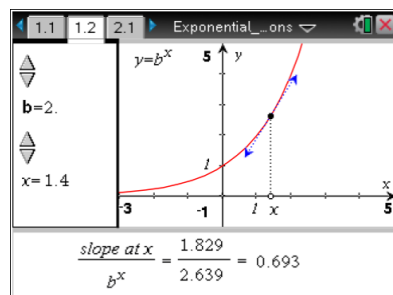 1.1 1.2 2.1 Exponential_...ons
y=b^x 5 y
b=2.
x=1.4
1
x
-3 -1 1 x 5
slope at x / b^x = 1.829 / 2.639 = 0.693